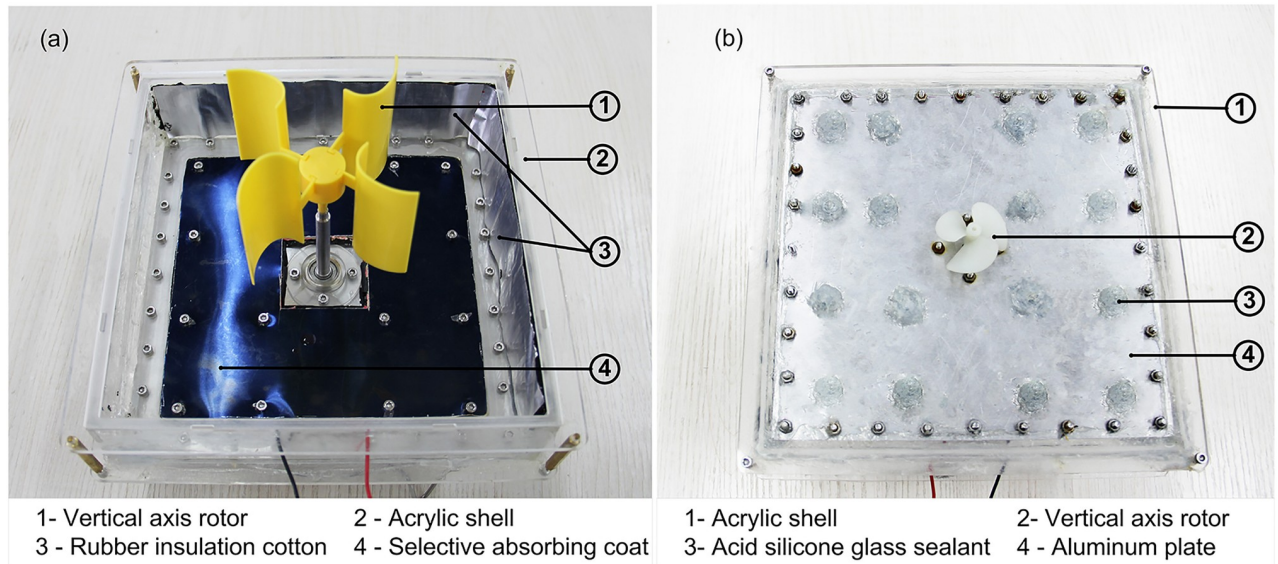 (a)
1
2
3
4
1- Vertical axis rotor
2 - Acrylic shell
3 - Rubber insulation cotton
4 - Selective absorbing coat
(b)
1
2
3
4
1- Acrylic shell
2- Vertical axis rotor
3- Acid silicone glass sealant
4 - Aluminum plate